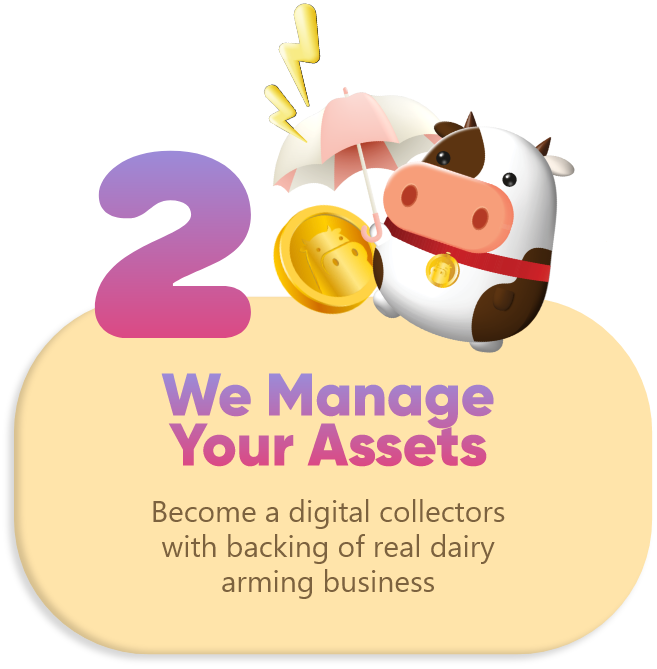 2
We Manage
Your Assets
Become a digital collectors
with backing of real dairy
arming business